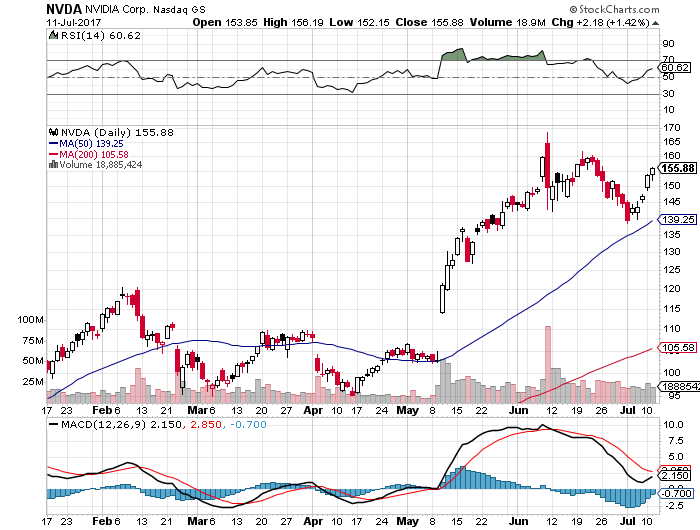 NVDA NVIDIA Corp. Nasdaq GS © StockCharts.com
11-Jul-2017 Open 153.85 High 156.19 Low 152.15 Close 155.88 Volume 18.9M Chg +2.18 (+1.42%)
RSI(14) 60.62
90
70
60.62
50
30
10
NVDA (Daily) 155.88
MA(50) 139.25
MA(200) 105.58
Volume 18,885,424
170
165
160
155.88
150
145
139.25
135
130
125
120
115
110
105.58
100
95
100M
75M
50M
25M
18885424
17 23 Feb 6 13 21 Mar 6 13 20 27 Apr 10 17 24 May 8 15 22 Jun 12 19 26 Jul 10
MACD(12,26,9) 2.150, 2.850, -0.700
10.0
7.5
5.0
2.850
2.150
0.0
-0.700
-2.5
17 23 Feb 6 13 21 Mar 6 13 20 27 Apr 10 17 24 May 8 15 22 Jun 12 19 26 Jul 10